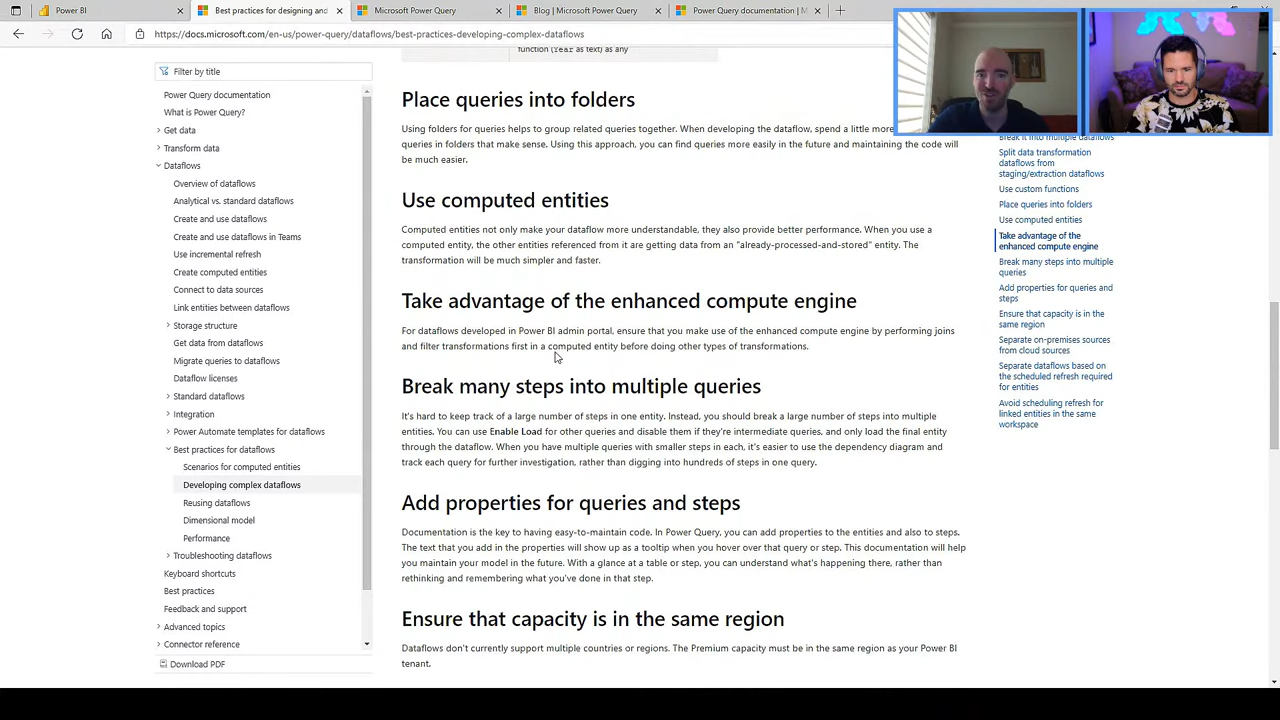 Power BI
Best practices for designing and
Microsoft Power Query
Blog | Microsoft Power Query
Power Query documentation | M
https://docs.microsoft.com/en-us/power-query/dataflows/best-practices-developing-complex-dataflows
Filter by title
Power Query documentation
What is Power Query?
Get data
Transform data
Dataflows
Overview of dataflows
Analytical vs. standard dataflows
Create and use dataflows
Create and use dataflows in Teams
Use incremental refresh
Create computed entities
Connect to data sources
Link entities between dataflows
Storage structure
Get data from dataflows
Migrate queries to dataflows
Dataflow licenses
Standard dataflows
Integration
Power Automate templates for dataflows
Best practices for dataflows
Scenarios for computed entities
Developing complex dataflows
Reusing dataflows
Dimensional model
Performance
Troubleshooting dataflows
Keyboard shortcuts
Best practices
Feedback and support
Advanced topics
Connector reference
Download PDF
function (Year as text) as any
Place queries into folders
Using folders for queries helps to group related queries together. When developing the dataflow, spend a little more
queries in folders that make sense. Using this approach, you can find queries more easily in the future and maintaining the code will
be much easier.
Use computed entities
Computed entities not only make your dataflow more understandable, they also provide better performance. When you use a
computed entity, the other entities referenced from it are getting data from an "already-processed-and-stored" entity. The
transformation will be much simpler and faster.
Take advantage of the enhanced compute engine
For dataflows developed in Power BI admin portal, ensure that you make use of the enhanced compute engine by performing joins
and filter transformations first in a computed entity before doing other types of transformations.
Break many steps into multiple queries
It's hard to keep track of a large number of steps in one entity. Instead, you should break a large number of steps into multiple
entities. You can use Enable Load for other queries and disable them if they're intermediate queries, and only load the final entity
through the dataflow. When you have multiple queries with smaller steps in each, it's easier to use the dependency diagram and
track each query for further investigation, rather than digging into hundreds of steps in one query.
Add properties for queries and steps
Documentation is the key to having easy-to-maintain code. In Power Query, you can add properties to the entities and also to steps.
The text that you add in the properties will show up as a tooltip when you hover over that query or step. This documentation will help
you maintain your model in the future. With a glance at a table or step, you can understand what's happening there, rather than
rethinking and remembering what you've done in that step.
Ensure that capacity is in the same region
Dataflows don't currently support multiple countries or regions. The Premium capacity must be in the same region as your Power BI
tenant.
Break it into multiple dataflows
Split data transformation
dataflows from
staging/extraction dataflows
Use custom functions
Place queries into folders
Use computed entities
Take advantage of the
enhanced compute engine
Break many steps into multiple
queries
Add properties for queries and
steps
Ensure that capacity is in the
same region
Separate on-premises sources
from cloud sources
Separate dataflows based on
the scheduled refresh required
for entities
Avoid scheduling refresh for
linked entities in the same
workspace